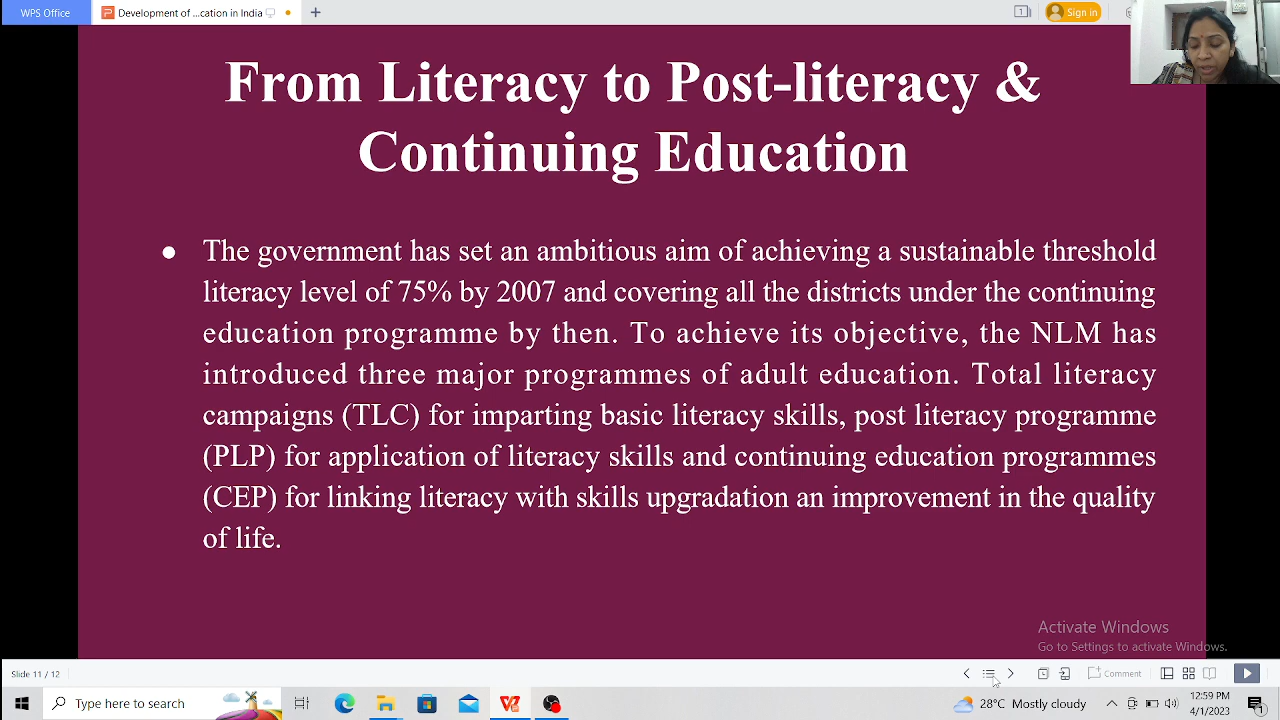 WPS Office
Development of ...cation in India
Sign in
From Literacy to Post-literacy &
Continuing Education
● The government has set an ambitious aim of achieving a sustainable threshold
literacy level of 75% by 2007 and covering all the districts under the continuing
education programme by then. To achieve its objective, the NLM has
introduced three major programmes of adult education. Total literacy
campaigns (TLC) for imparting basic literacy skills, post literacy programme
(PLP) for application of literacy skills and continuing education programmes
(CEP) for linking literacy with skills upgradation an improvement in the quality
of life.
Activate Windows
Go to Settings to activate Windows.
Slide 11 / 12
Comment
Type here to search
28°C Mostly cloudy
12:59 PM
4/1/2023